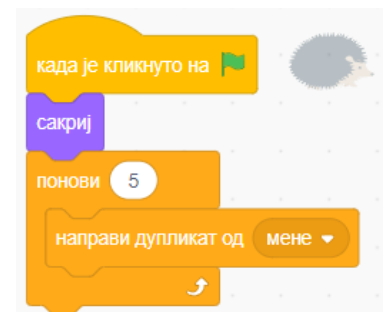 када је кликнуто на
сакриј
понови 5
направи дупликат од мене